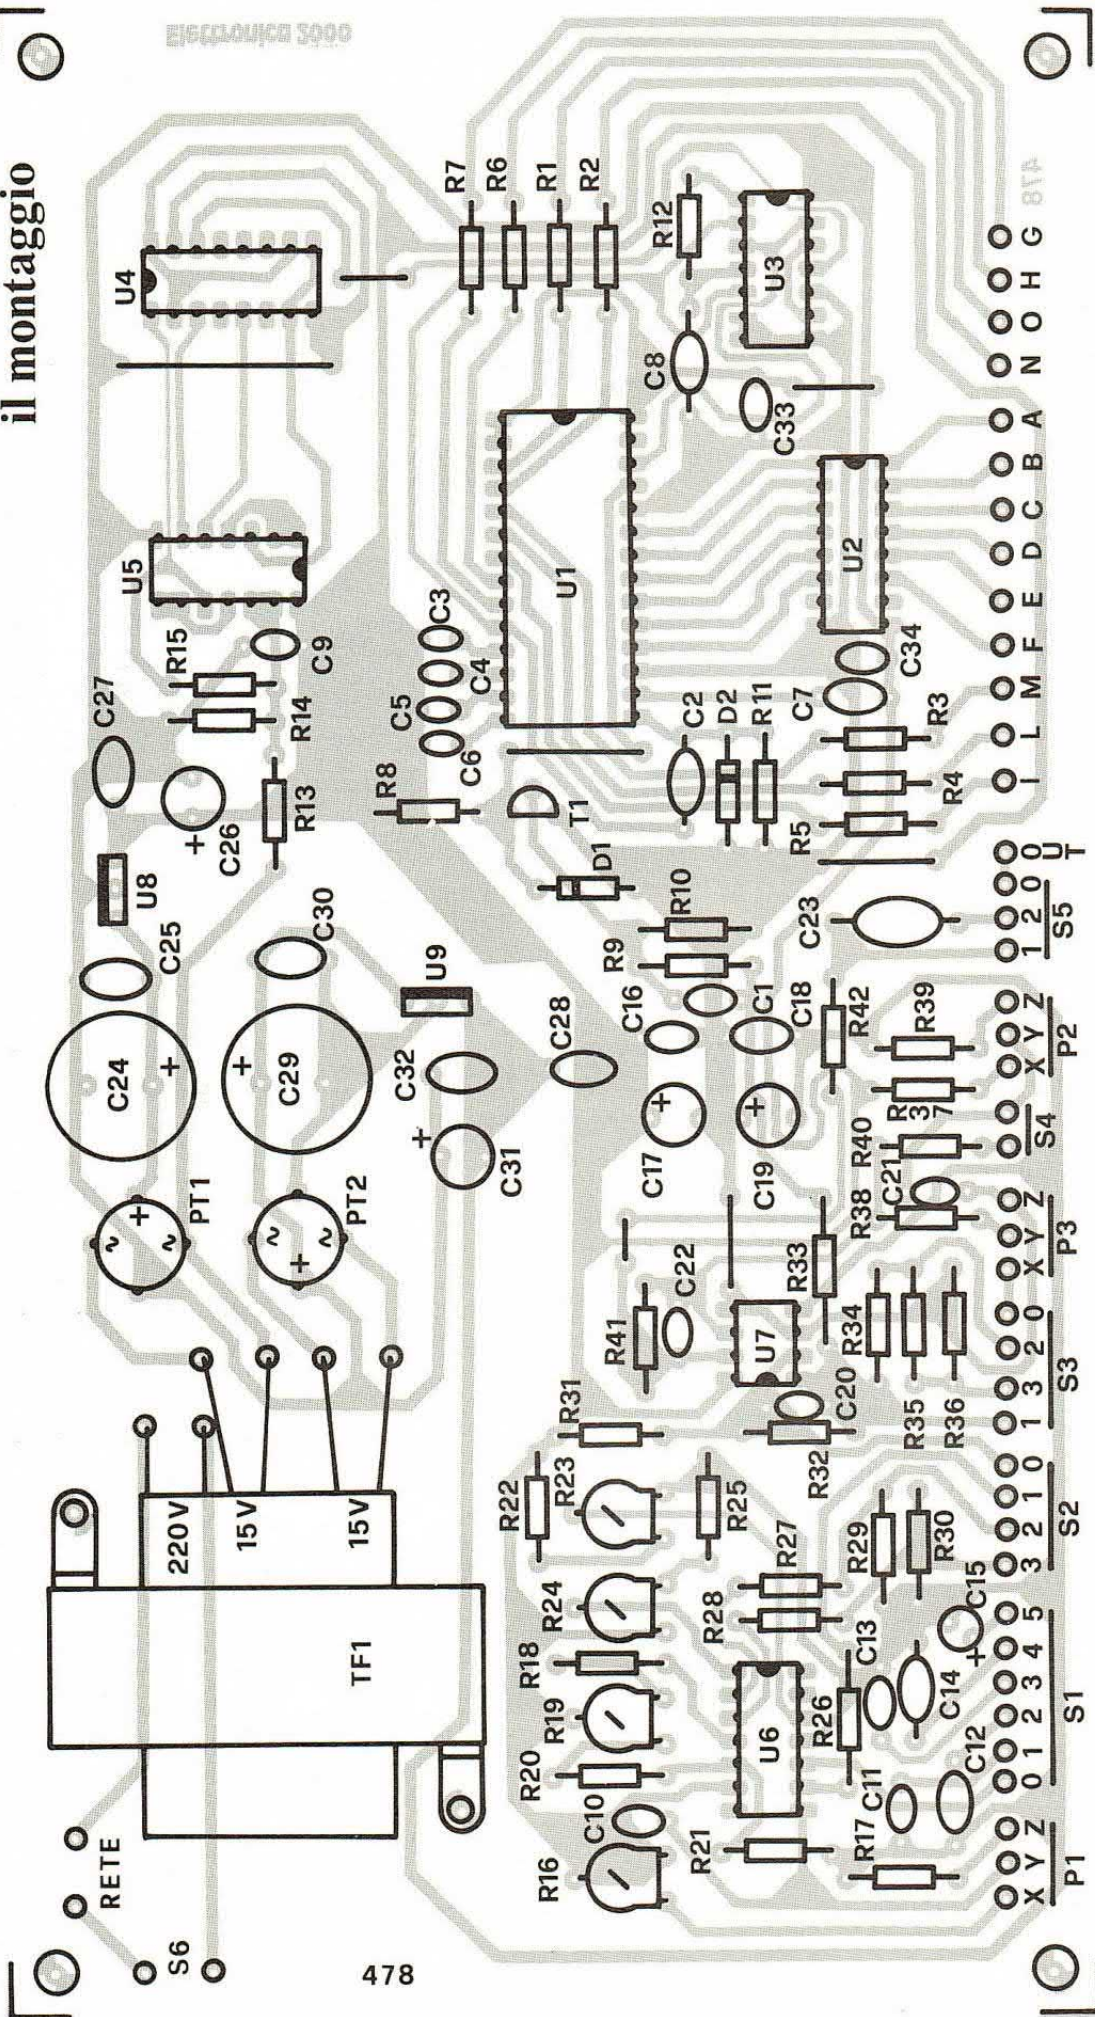 il montaggio
Elettronica 2000
U4
R7
R6
R1
R2
R12
U3
478
G
H
O
N
A
B
C
D
E
F
M
L
I
C8
C33
U5
U1
U2
R15
C9
C3
C4
C5
C6
C34
C7
C27
R14
R13
R8
T1
C2
D2
R11
R3
R4
R5
C26
+
U8
D1
R10
R9
C23
0 U T
1 2 0
S5
C25
C30
U9
C28
C16
C1
C18
R42
R39
X Y Z
P2
C24
+
C29
+
C32
C31
+
C17
+
C19
+
R37
R40
S4
C21
R38
PT1
~ + ~
PT2
~ + ~
R33
X Y Z
P3
C22
R41
U7
R34
R35
R36
C20
R32
1 3 2 0
S3
R31
220V
15V
15V
R22
R23
R25
R27
R28
R29
R30
3 2 1 0
S2
TF1
R24
R18
R19
R20
C13
C15
+
C14
R26
U6
C12
C11
0 1 2 3 4 5
S1
C10
R16
R21
R17
X Y Z
P1
RETE
S6
478